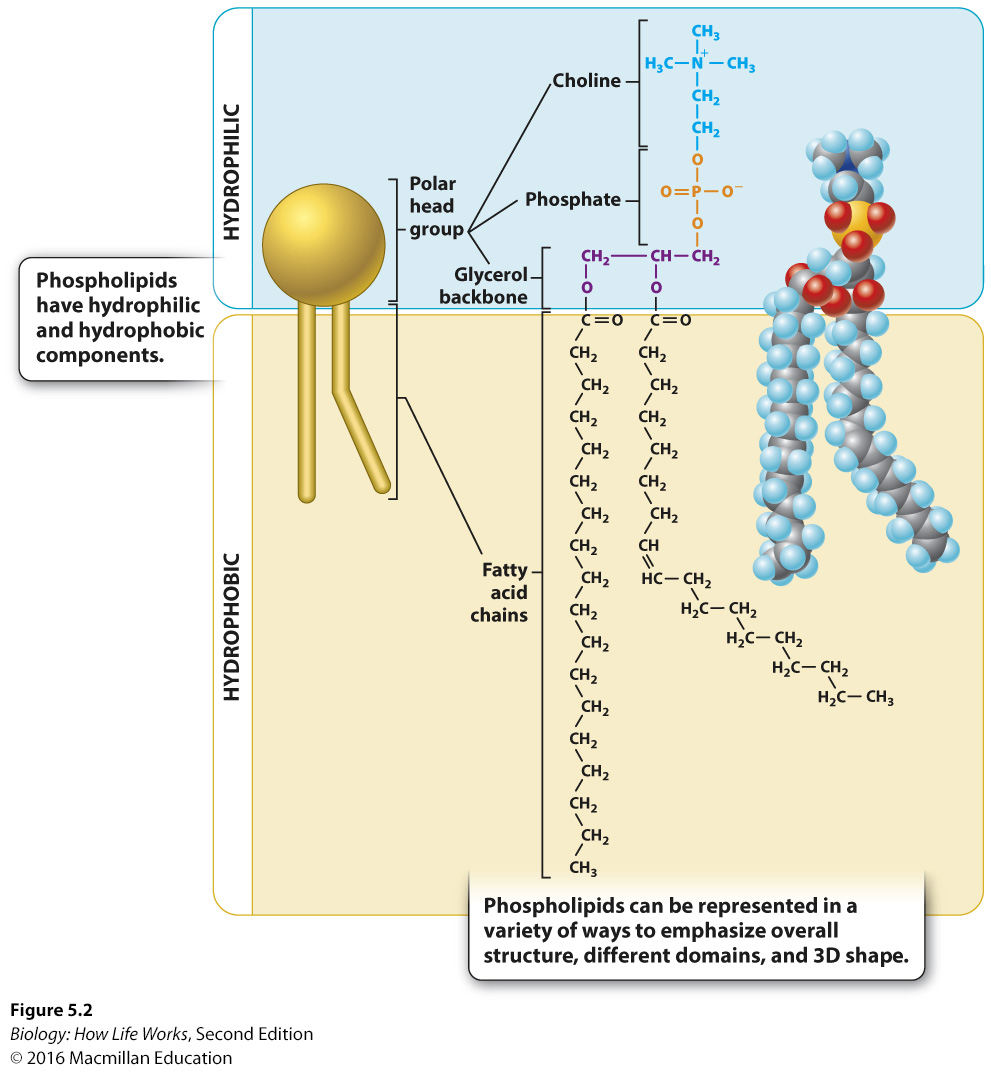 HYDROPHILIC
HYDROPHOBIC
Phospholipids
have hydrophilic
and hydrophobic
components.
Polar
head
group
Choline
Phosphate
Glycerol
backbone
Fatty
acid
chains
CH₃
H₃C—N⁺—CH₃
CH₂
CH₂
O
O=P—O⁻
O
CH₂ CH—CH₂
O O
C=O C=O
CH₂ CH₂
CH₂ CH₂
CH₂ CH₂
CH₂ CH₂
CH₂ CH₂
CH₂ CH₂
CH₂ CH
CH₂ HC—CH₂
CH₂ H₂C—CH₂
CH₂ H₂C—CH₂
CH₂ H₂C—CH₂
CH₂ H₂C—CH₃
CH₂
CH₂
CH₂
CH₂
CH₃
Phospholipids can be represented in a
variety of ways to emphasize overall
structure, different domains, and 3D shape.
Figure 5.2
Biology: How Life Works, Second Edition
© 2016 Macmillan Education